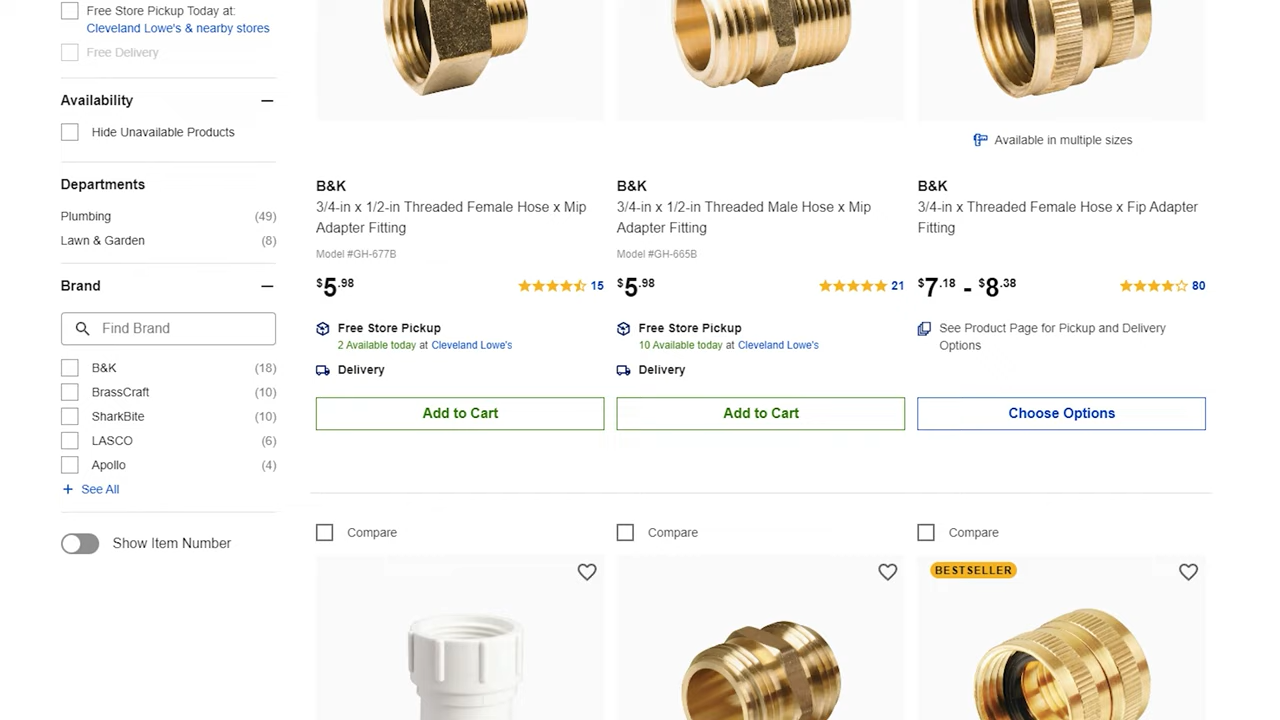 Free Store Pickup Today at:
Cleveland Lowe's & nearby stores
Free Delivery
Availability
Hide Unavailable Products
Departments
Plumbing (49)
Lawn & Garden (8)
Brand
Find Brand
B&K (18)
BrassCraft (10)
SharkBite (10)
LASCO (6)
Apollo (4)
+ See All
Show Item Number
B&K
3/4-in x 1/2-in Threaded Female Hose x Mip
Adapter Fitting
Model #GH-677B
$5.98 15
Free Store Pickup
2 Available today at Cleveland Lowe's
Delivery
Add to Cart
B&K
3/4-in x 1/2-in Threaded Male Hose x Mip
Adapter Fitting
Model #GH-665B
$5.98 21
Free Store Pickup
10 Available today at Cleveland Lowe's
Delivery
Add to Cart
Available in multiple sizes
B&K
3/4-in x Threaded Female Hose x Fip Adapter
Fitting
$7.18 - $8.38 80
See Product Page for Pickup and Delivery
Options
Choose Options
Compare
Compare
Compare
BESTSELLER